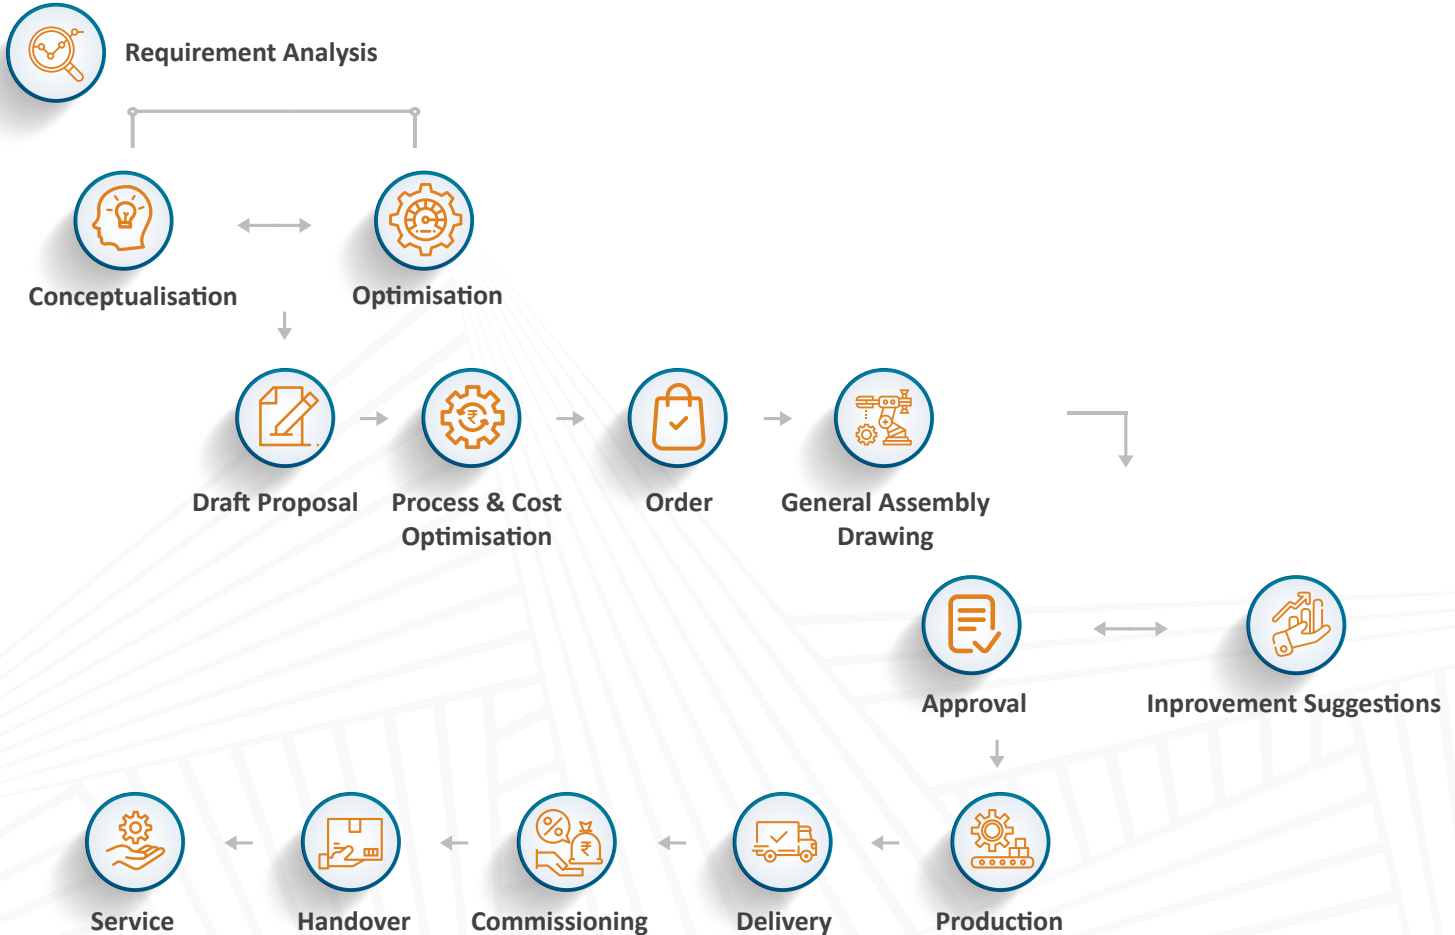 Requirement Analysis
Conceptualisation
Optimisation
Draft Proposal
Process & Cost
Optimisation
Order
General Assembly
Drawing
Approval
Inprovement Suggestions
Service
Handover
Commissioning
Delivery
Production